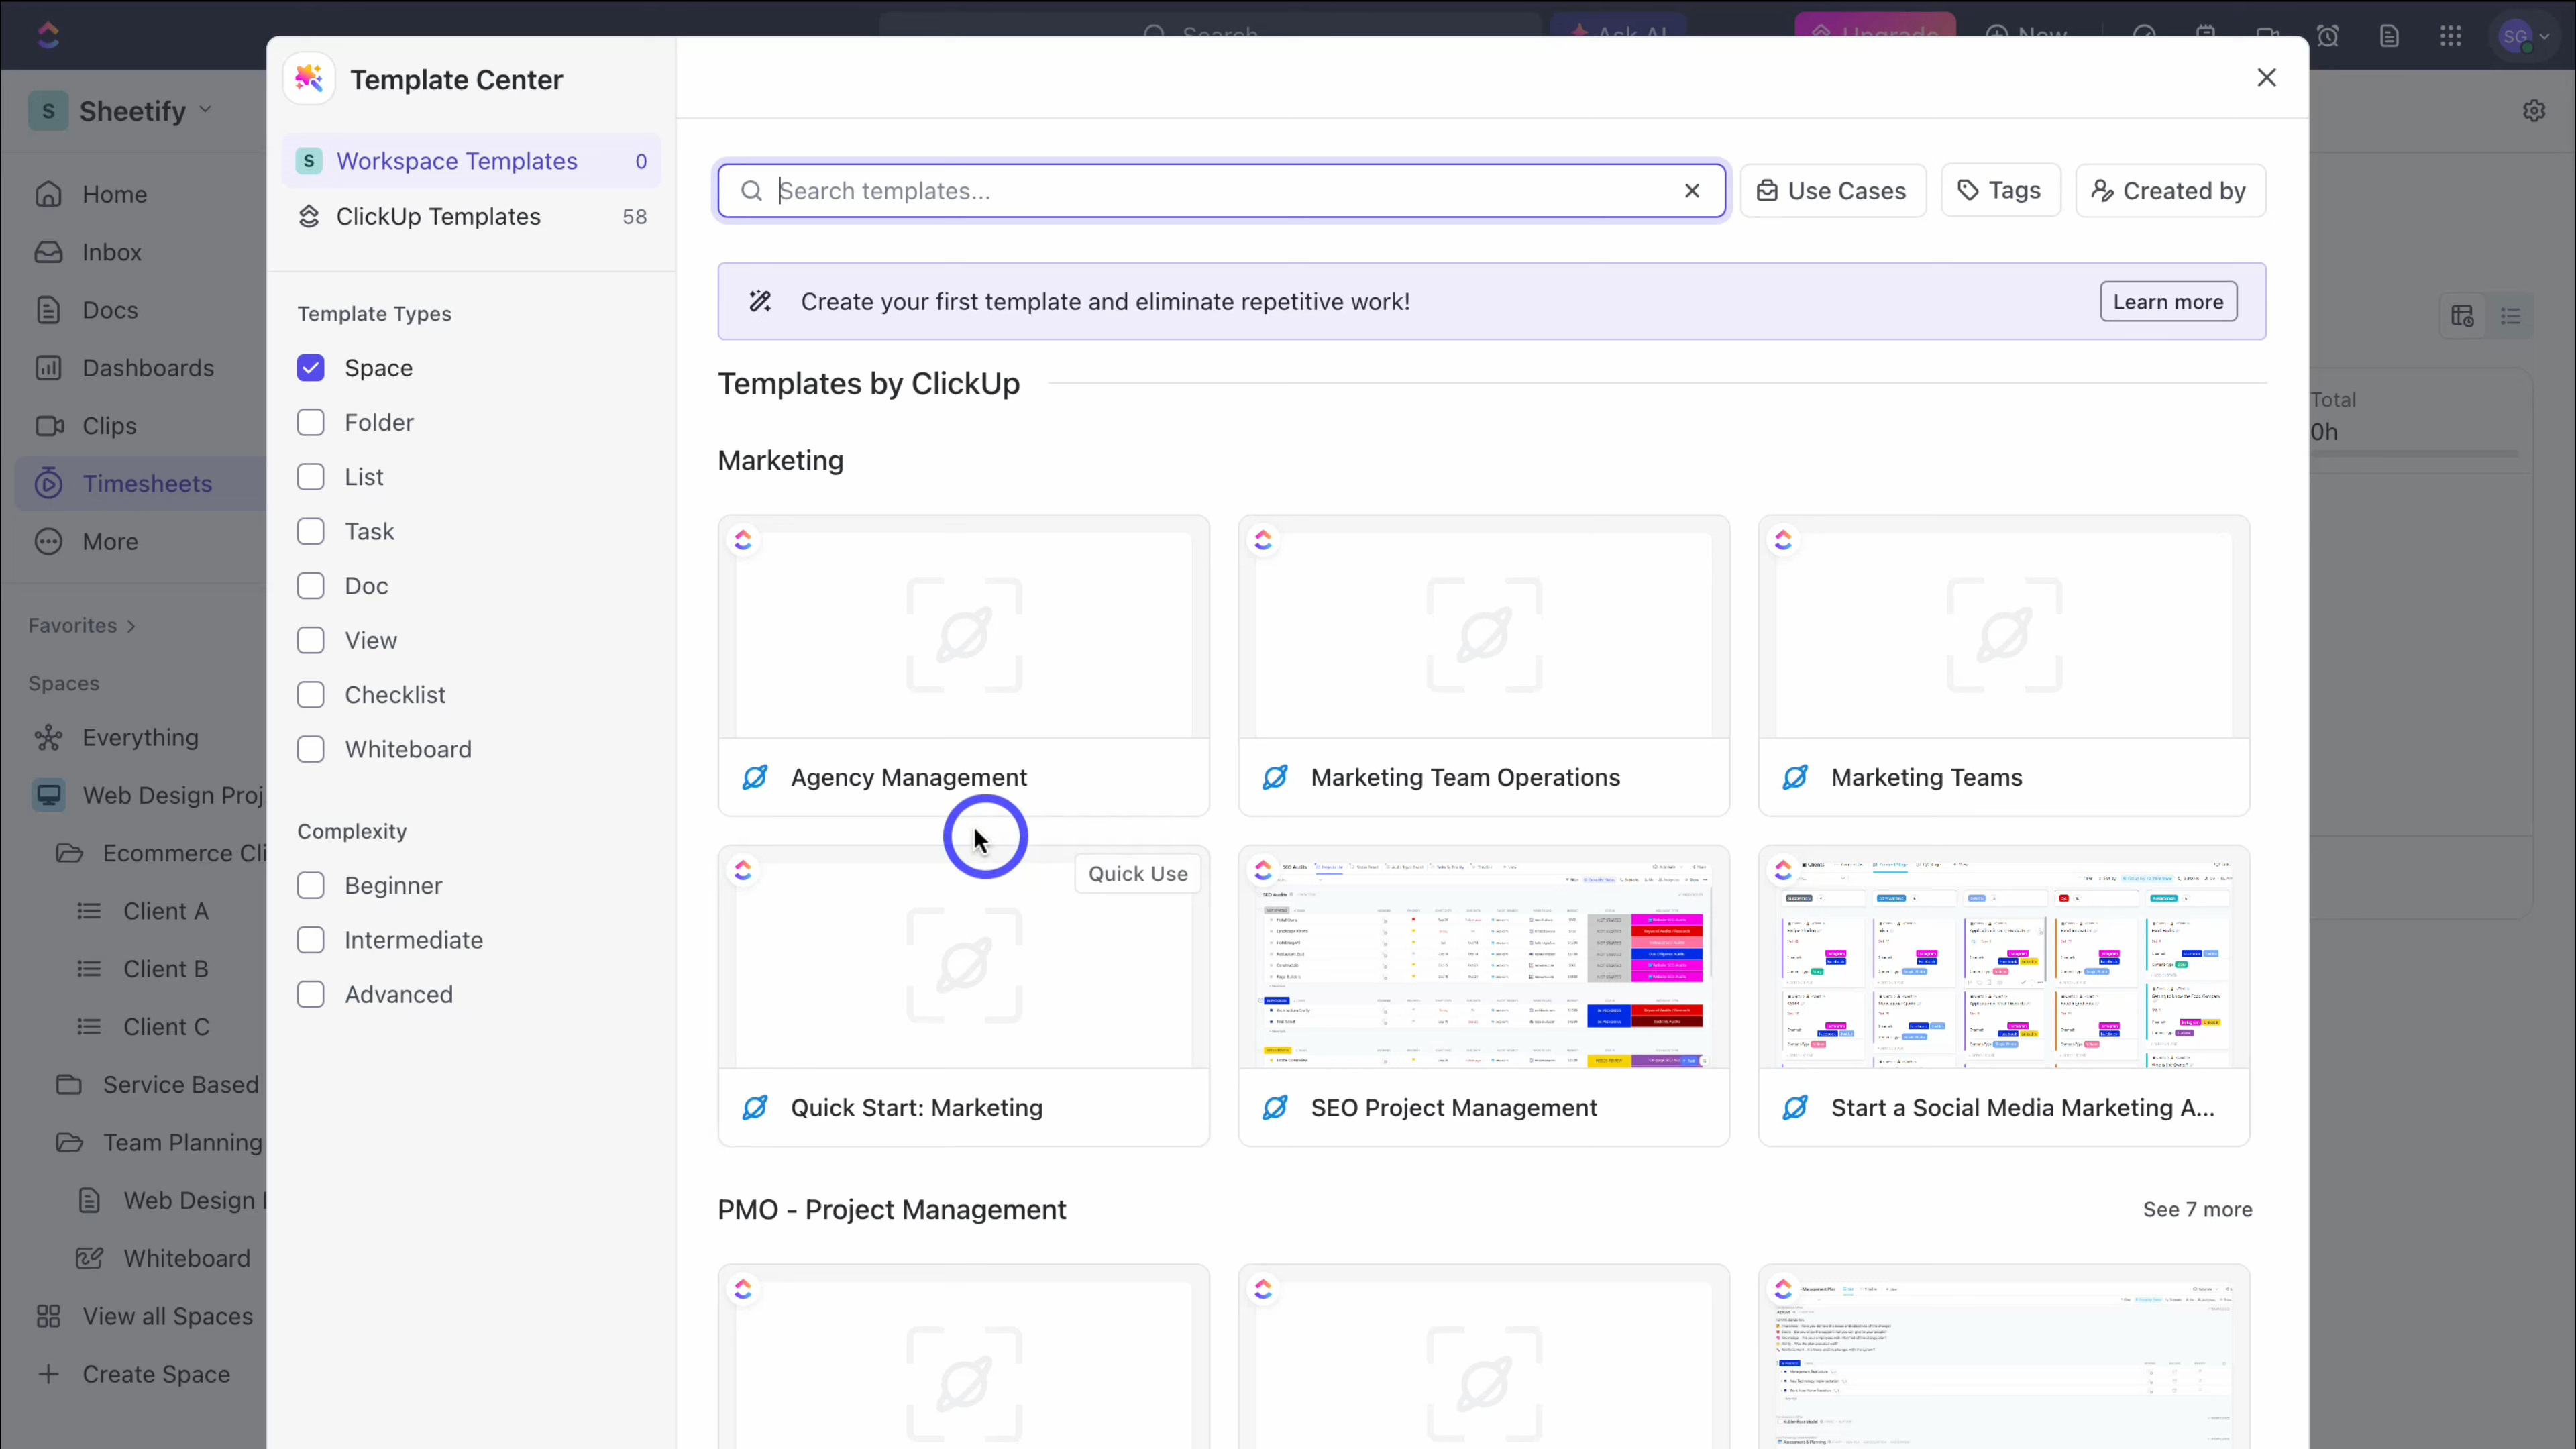 Search
Ask AI
Upgrade
New
SG
Template Center
S Sheetify
S Workspace Templates 0
ClickUp Templates 58
Search templates...
Use Cases
Tags
Created by
Home
Inbox
Docs
Dashboards
Clips
Timesheets
More
Favorites
Spaces
Everything
Web Design Proj.
Ecommerce Cli
Client A
Client B
Client C
Service Based
Team Planning
Web Design
Whiteboard
View all Spaces
Create Space
Template Types
Space
Folder
List
Task
Doc
View
Checklist
Whiteboard
Complexity
Beginner
Intermediate
Advanced
Create your first template and eliminate repetitive work!
Learn more
Templates by ClickUp
Marketing
Agency Management
Marketing Team Operations
Marketing Teams
Quick Use
Quick Start: Marketing
SEO Project Management
Start a Social Media Marketing A...
PMO - Project Management
See 7 more
Total
0h